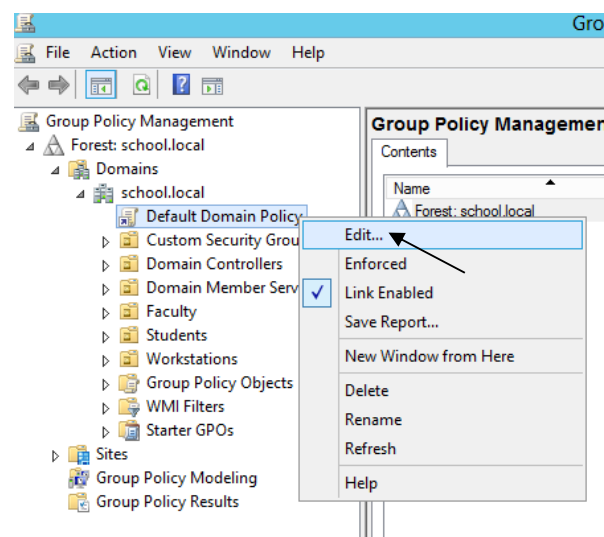 Gro
File Action View Window Help
Group Policy Management
Forest: school.local
Domains
school.local
Default Domain Policy
Custom Security Grou
Domain Controllers
Domain Member Serv
Faculty
Students
Workstations
Group Policy Objects
WMI Filters
Starter GPOs
Sites
Group Policy Modeling
Group Policy Results
Group Policy Managemen
Contents
Name
Forest: school.local
Edit...
Enforced
Link Enabled
Save Report...
New Window from Here
Delete
Rename
Refresh
Help